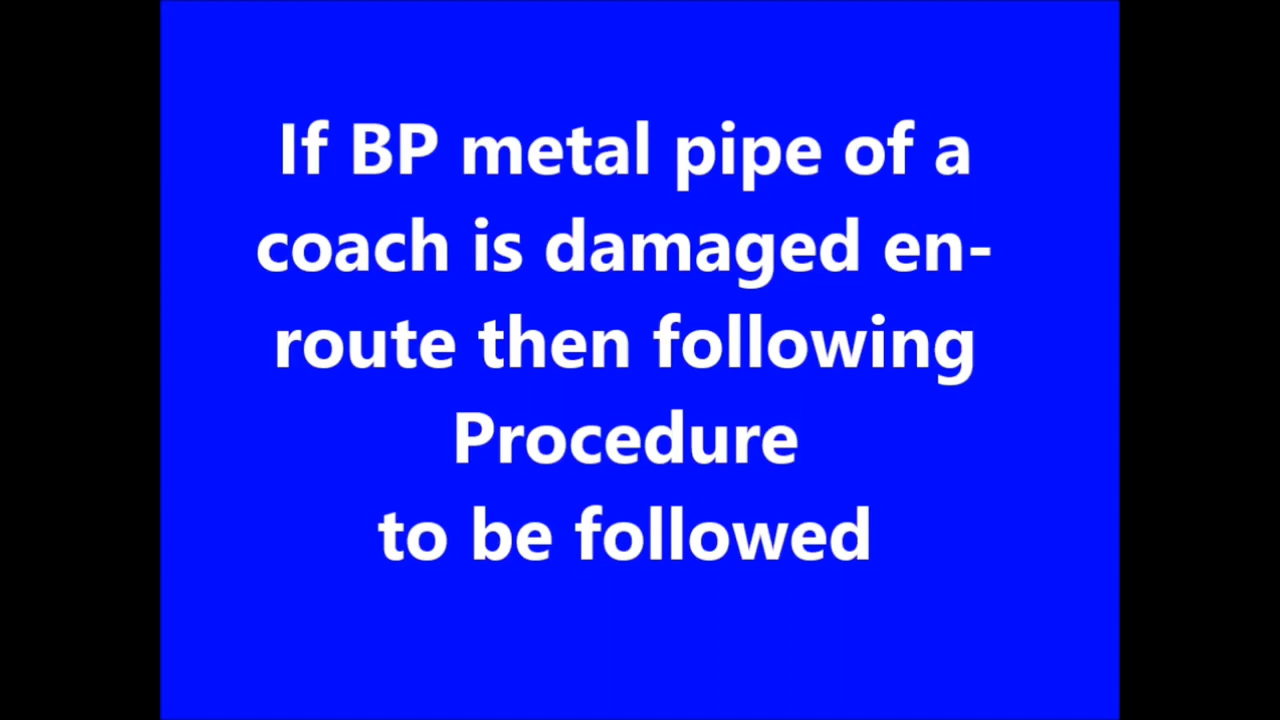 If BP metal pipe of a
coach is damaged en-
route then following
Procedure
to be followed